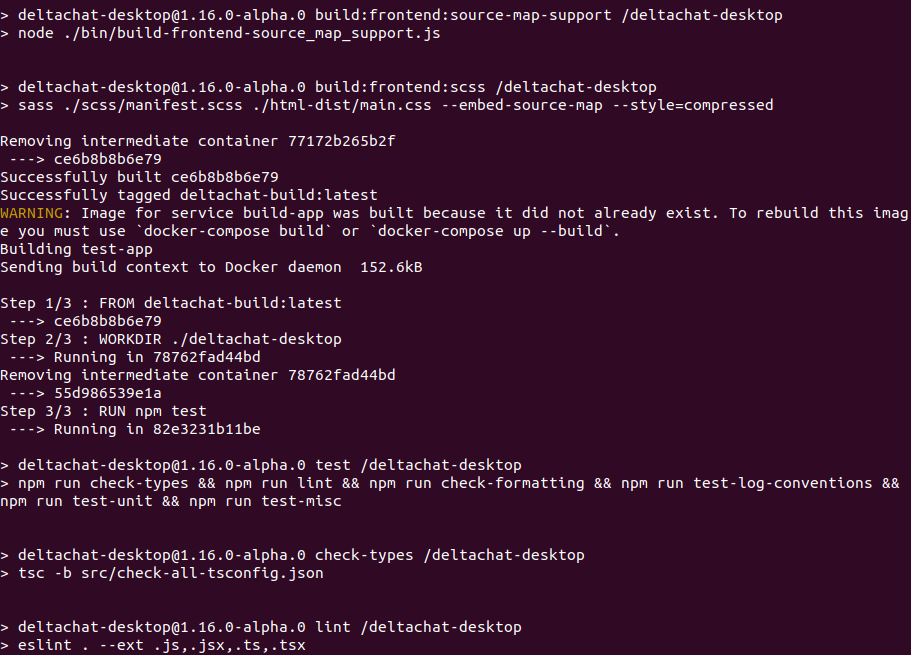 > deltachat-desktop@1.16.0-alpha.0 build:frontend:source-map-support /deltachat-desktop
> node ./bin/build-frontend-source_map_support.js
> deltachat-desktop@1.16.0-alpha.0 build:frontend:scss /deltachat-desktop
> sass ./scss/manifest.scss ./html-dist/main.css --embed-source-map --style=compressed
Removing intermediate container 77172b265b2f
 ---> ce6b8b8b6e79
Successfully built ce6b8b8b6e79
Successfully tagged deltachat-build:latest
WARNING: Image for service build-app was built because it did not already exist. To rebuild this imag
e you must use `docker-compose build` or `docker-compose up --build`.
Building test-app
Sending build context to Docker daemon  152.6kB
Step 1/3 : FROM deltachat-build:latest
 ---> ce6b8b8b6e79
Step 2/3 : WORKDIR ./deltachat-desktop
 ---> Running in 78762fad44bd
Removing intermediate container 78762fad44bd
 ---> 55d986539e1a
Step 3/3 : RUN npm test
 ---> Running in 82e3231b11be
> deltachat-desktop@1.16.0-alpha.0 test /deltachat-desktop
> npm run check-types && npm run lint && npm run check-formatting && npm run test-log-conventions &&
npm run test-unit && npm run test-misc
> deltachat-desktop@1.16.0-alpha.0 check-types /deltachat-desktop
> tsc -b src/check-all-tsconfig.json
> deltachat-desktop@1.16.0-alpha.0 lint /deltachat-desktop
> eslint . --ext .js,.jsx,.ts,.tsx